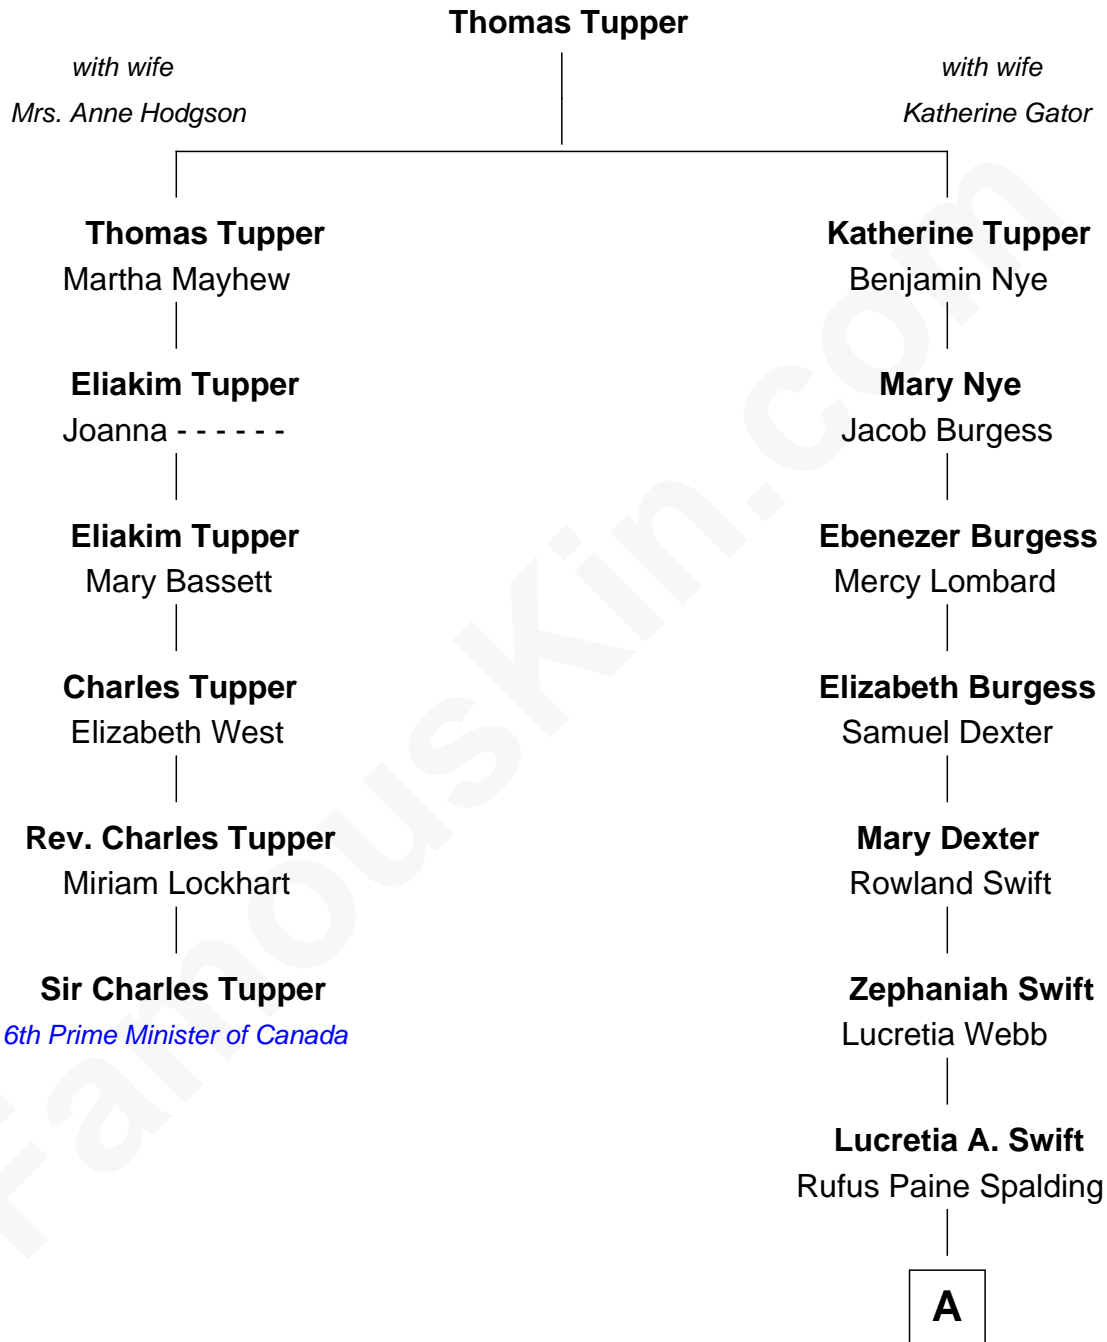 Thomas Tupper
with wife
Mrs. Anne Hodgson
with wife
Katherine Gator
Thomas Tupper
Martha Mayhew
Katherine Tupper
Benjamin Nye
Eliakim Tupper
Joanna - - - - - -
Mary Nye
Jacob Burgess
Eliakim Tupper
Mary Bassett
Ebenezer Burgess
Mercy Lombard
Charles Tupper
Elizabeth West
Elizabeth Burgess
Samuel Dexter
Rev. Charles Tupper
Miriam Lockhart
Mary Dexter
Rowland Swift
Sir Charles Tupper
6th Prime Minister of Canada
Zephaniah Swift
Lucretia Webb
Lucretia A. Swift
Rufus Paine Spalding
A
FamousKin.com